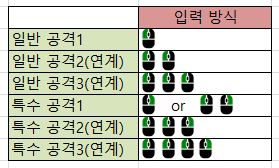 입력 방식
일반 공격1
일반 공격2(연계)
일반 공격3(연계)
특수 공격1 or
특수 공격2(연계)
특수 공격3(연계)